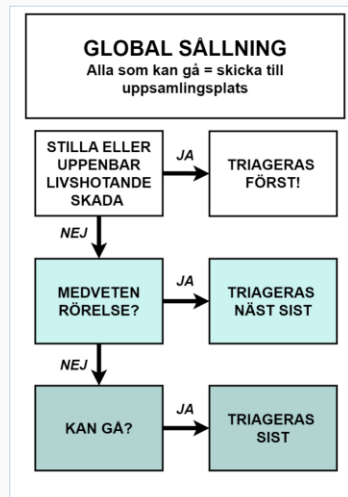 GLOBAL SÅLLNING
Alla som kan gå = skicka till
uppsamlingsplats
STILLA ELLER
UPPENBAR
LIVSHOTANDE
SKADA
JA
TRIAGERAS
FÖRST!
NEJ
MEDVETEN
RÖRELSE?
JA
TRIAGERAS
NÄST SIST
NEJ
KAN GÅ?
JA
TRIAGERAS
SIST